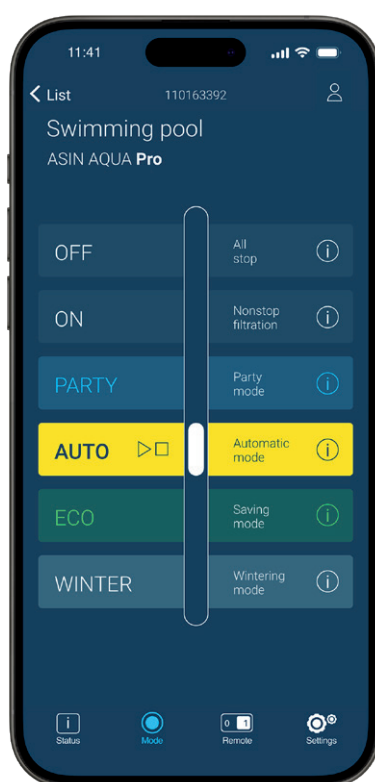 11:41
List
110163392
Swimming pool
ASIN AQUA Pro
OFF
All
stop
ON
Nonstop
filtration
PARTY
Party
mode
AUTO
Automatic
mode
ECO
Saving
mode
WINTER
Wintering
mode
Status
Mode
0 1
Remote
Settings